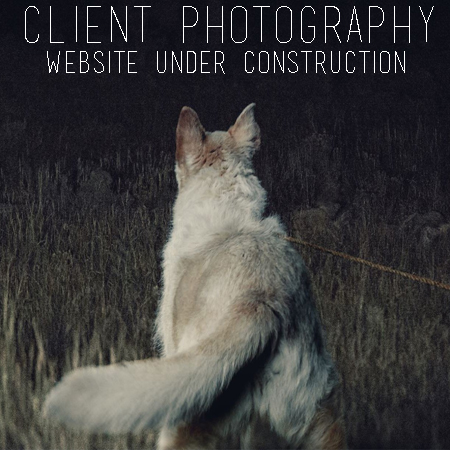 CLIENT PHOTOGRAPHY
WEBSITE UNDER CONSTRUCTION